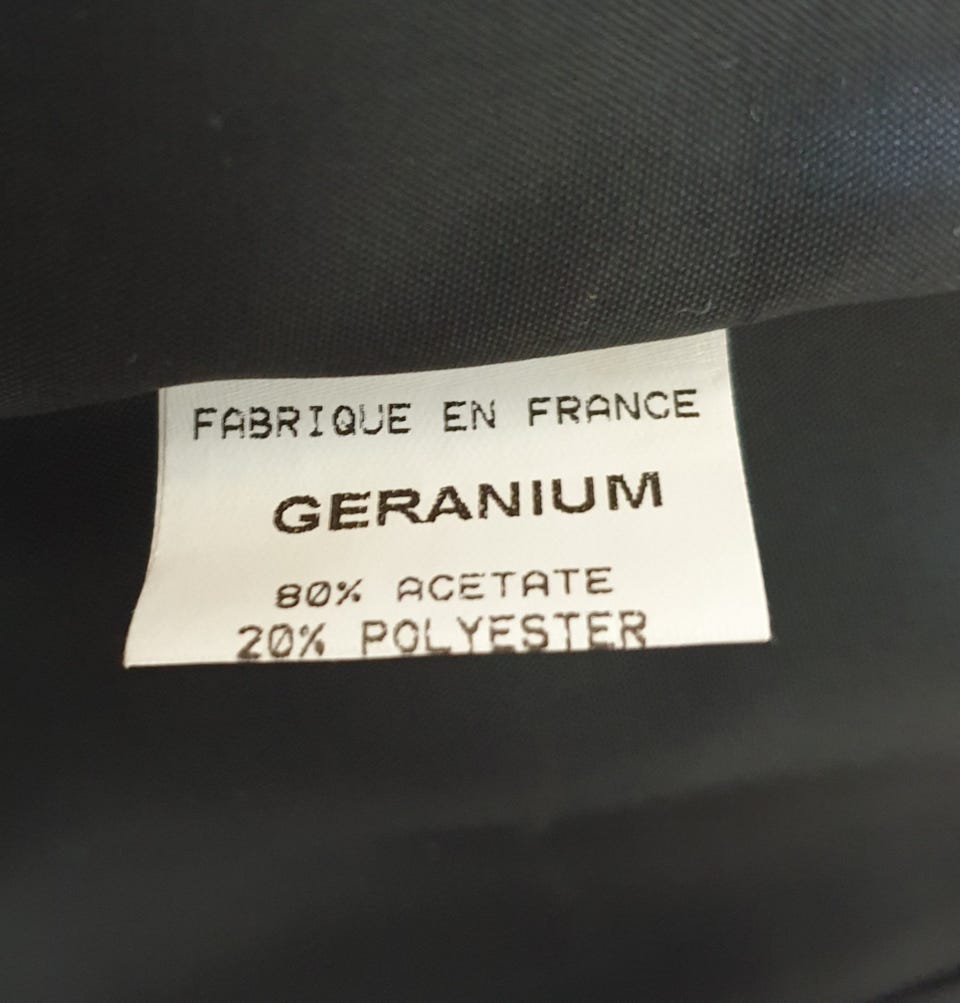 FABRIQUE EN FRANCE
GERANIUM
80% ACETATE
20% POLYESTER